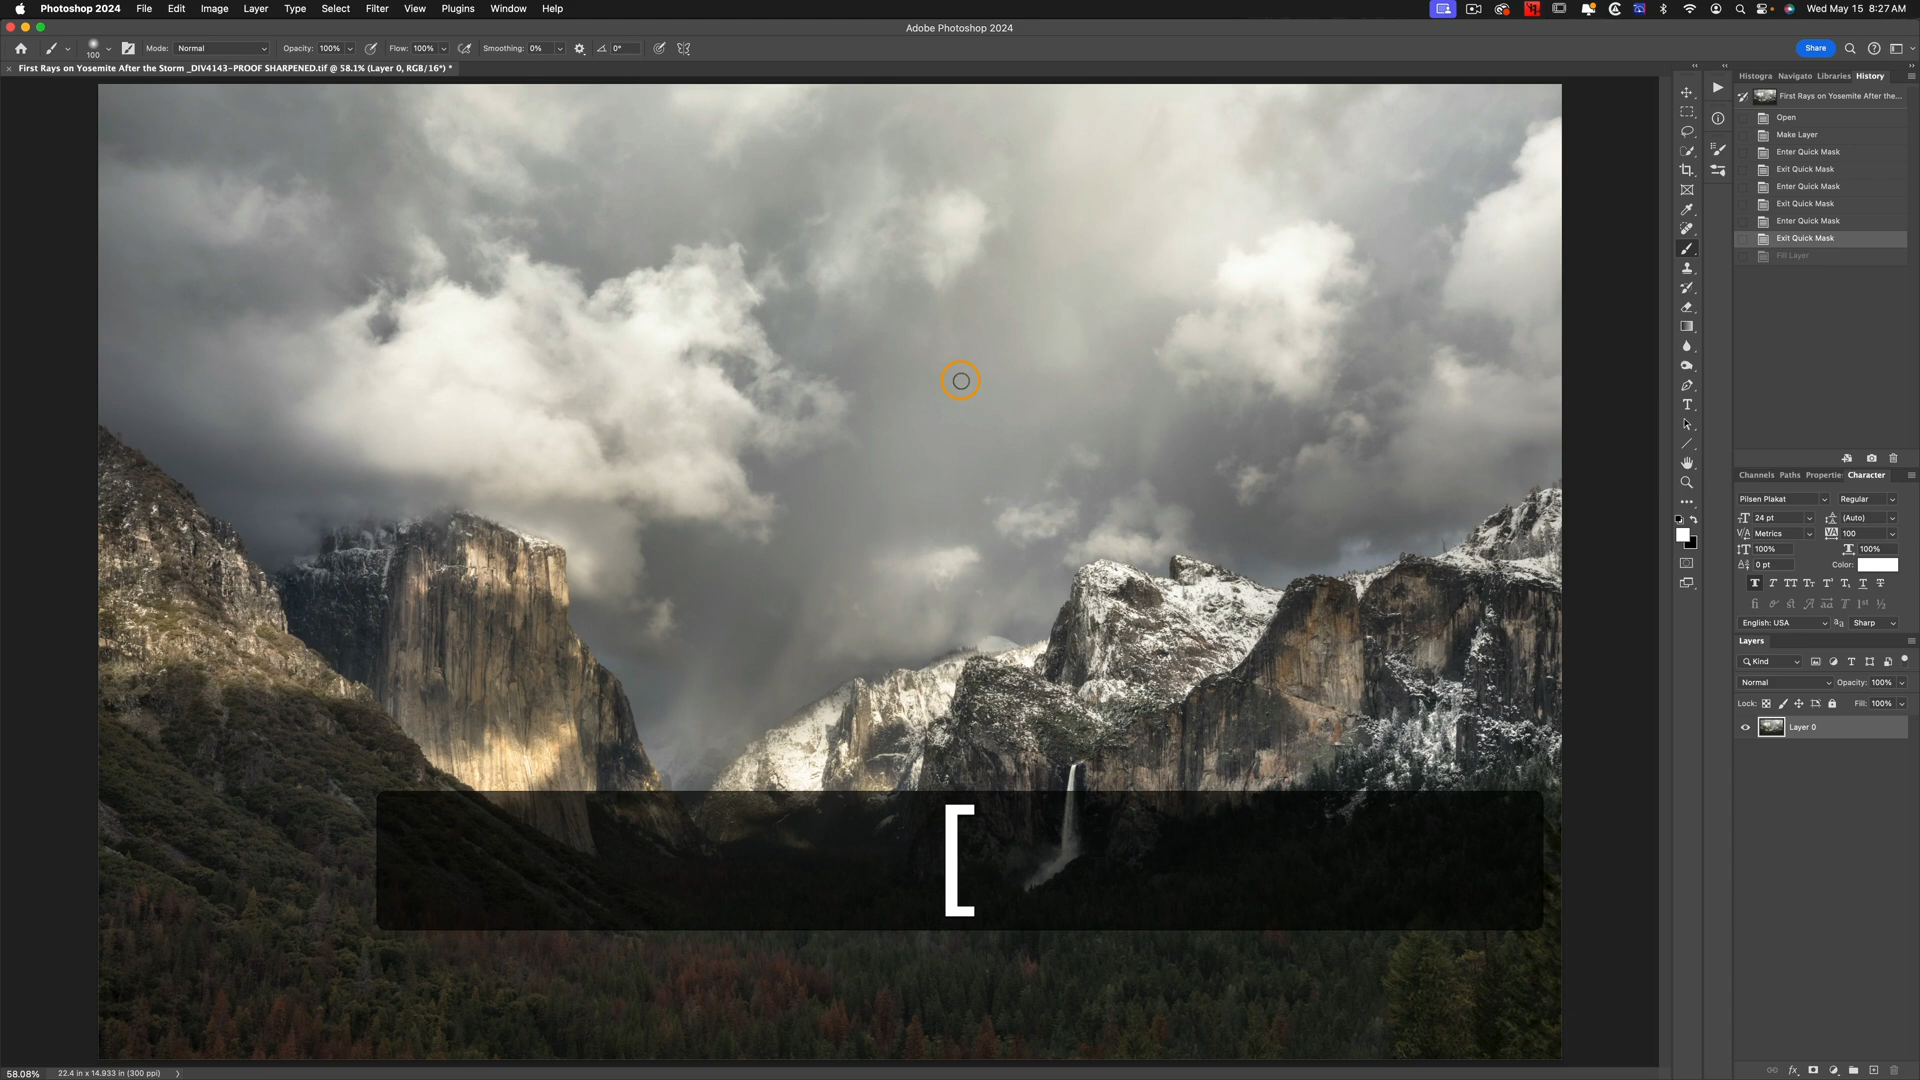 Photoshop 2024 File Edit Image Layer Type Select Filter View Plugins Window Help Wed May 15 8:27 AM
Adobe Photoshop 2024
100 Mode: Normal Opacity: 100% Flow: 100% Smoothing: 0% 0° Share
First Rays on Yosemite After the Storm _DIV4143-PROOF SHARPENED.tif @ 58.1% (Layer 0, RGB/16*) *
Histogra Navigato Libraries History
First Rays on Yosemite After the...
Open
Make Layer
Enter Quick Mask
Exit Quick Mask
Enter Quick Mask
Exit Quick Mask
Enter Quick Mask
Exit Quick Mask
Fill Layer
Channels Paths Propertie Character
Pilsen Plakat Regular
24 pt (Auto)
Metrics 100
100% 100%
0 pt Color:
English: USA Sharp
Layers
Kind
Normal Opacity: 100%
Lock: Fill: 100%
Layer 0
[
58.08% 22.4 in x 14.933 in (300 ppi)